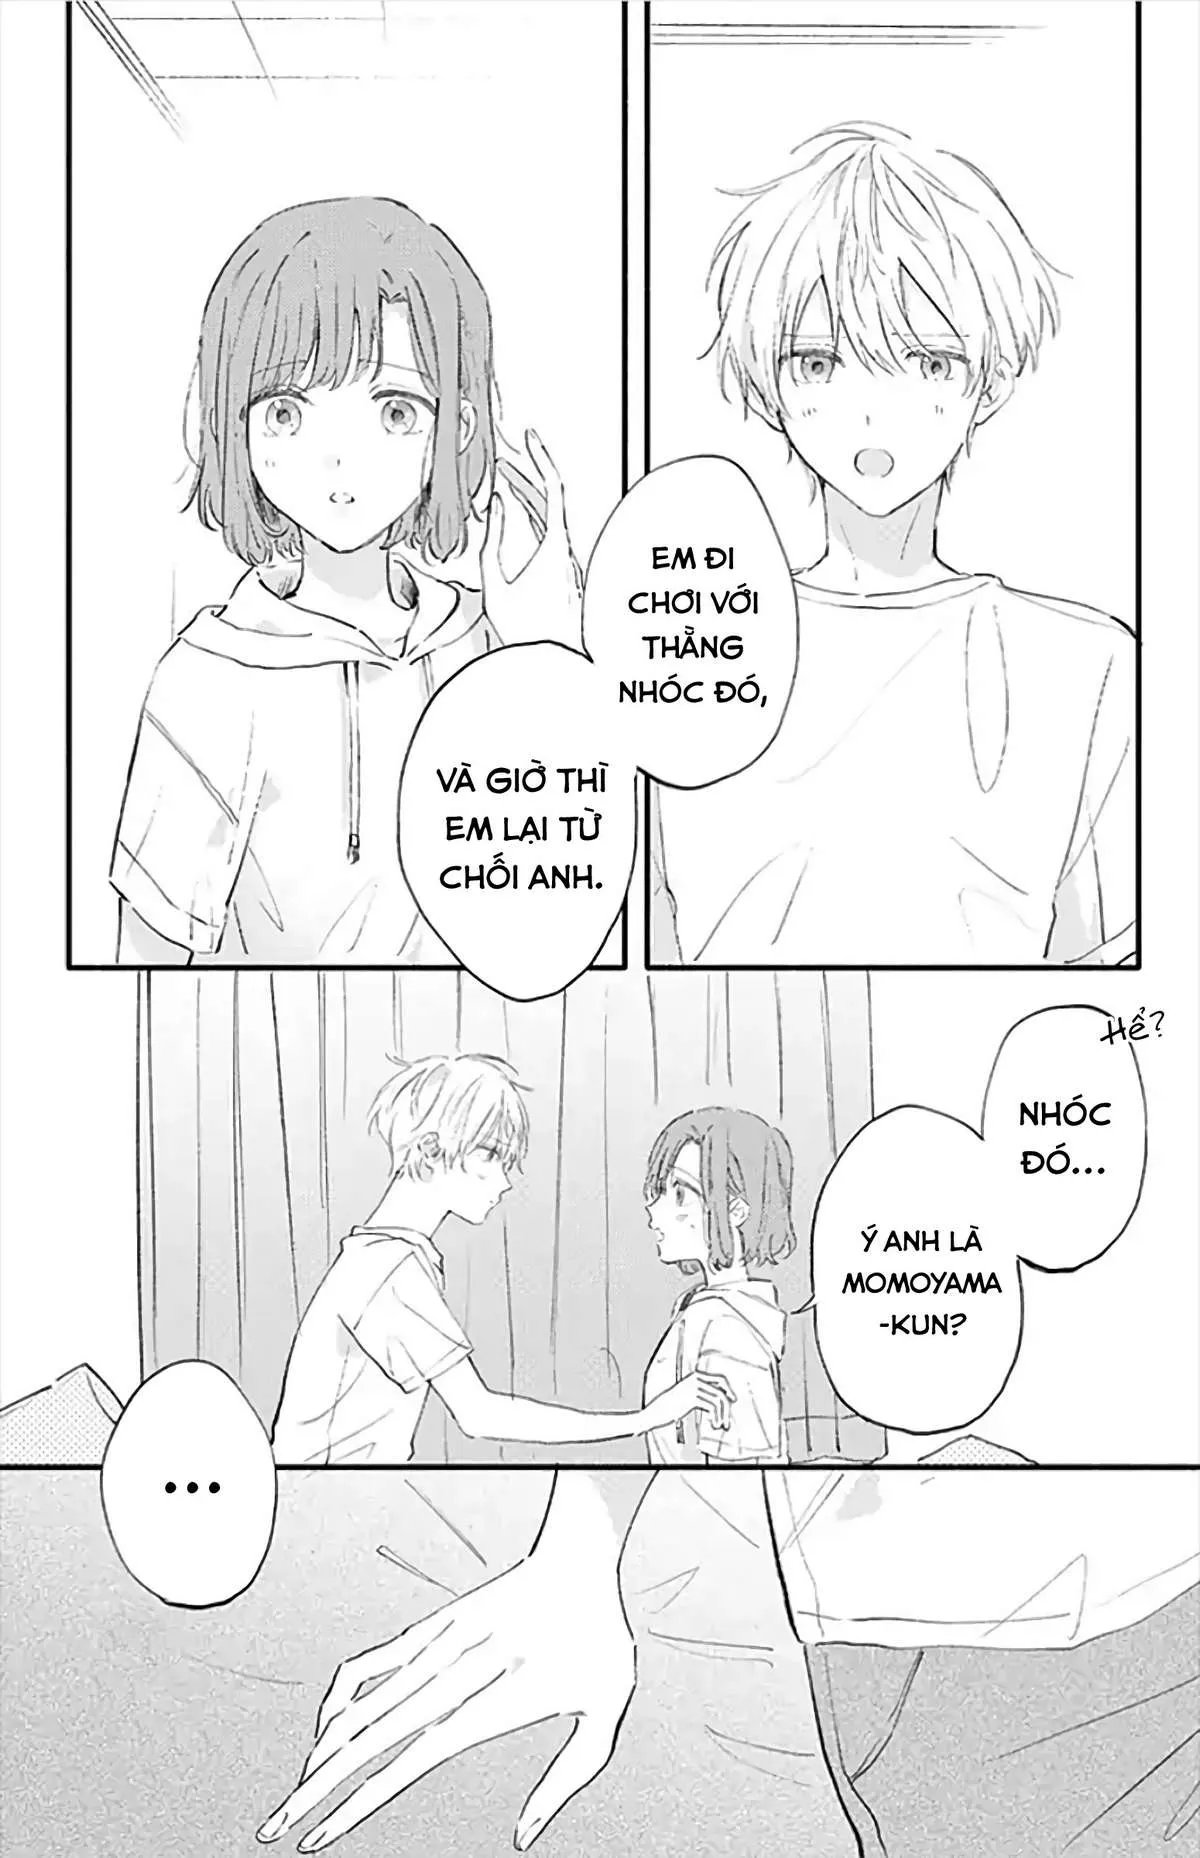 EM ĐI
CHƠI VỚI
THẰNG
NHÓC ĐÓ,
VÀ GIỜ THÌ
EM LẠI TỪ
CHỐI ANH.
HỂ?
NHÓC
ĐÓ...
Ý ANH LÀ
MOMOYAMA
-KUN?
...